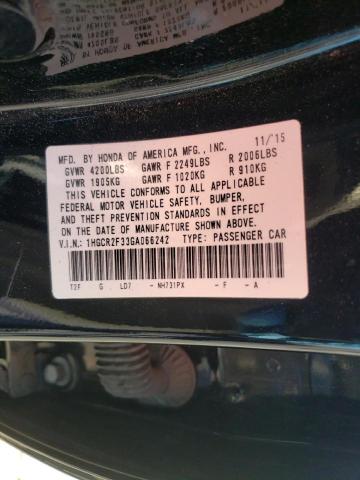 MFD. BY HONDA OF AMERICA MFG., INC. 11/15
GVWR 4200LBS GAWR F 2249LBS R 2006LBS
GVWR 1905KG GAWR F 1020KG R 910KG
THIS VEHICLE CONFORMS TO ALL APPLICABLE
FEDERAL MOTOR VEHICLE SAFETY, BUMPER,
AND THEFT PREVENTION STANDARDS IN EFFECT
ON THE DATE OF MANUFACTURE SHOWN ABOVE.
V.I.N: 1HGCR2F33GA066242 TYPE: PASSENGER CAR
T2F G LD7 -NH731PX -F -A